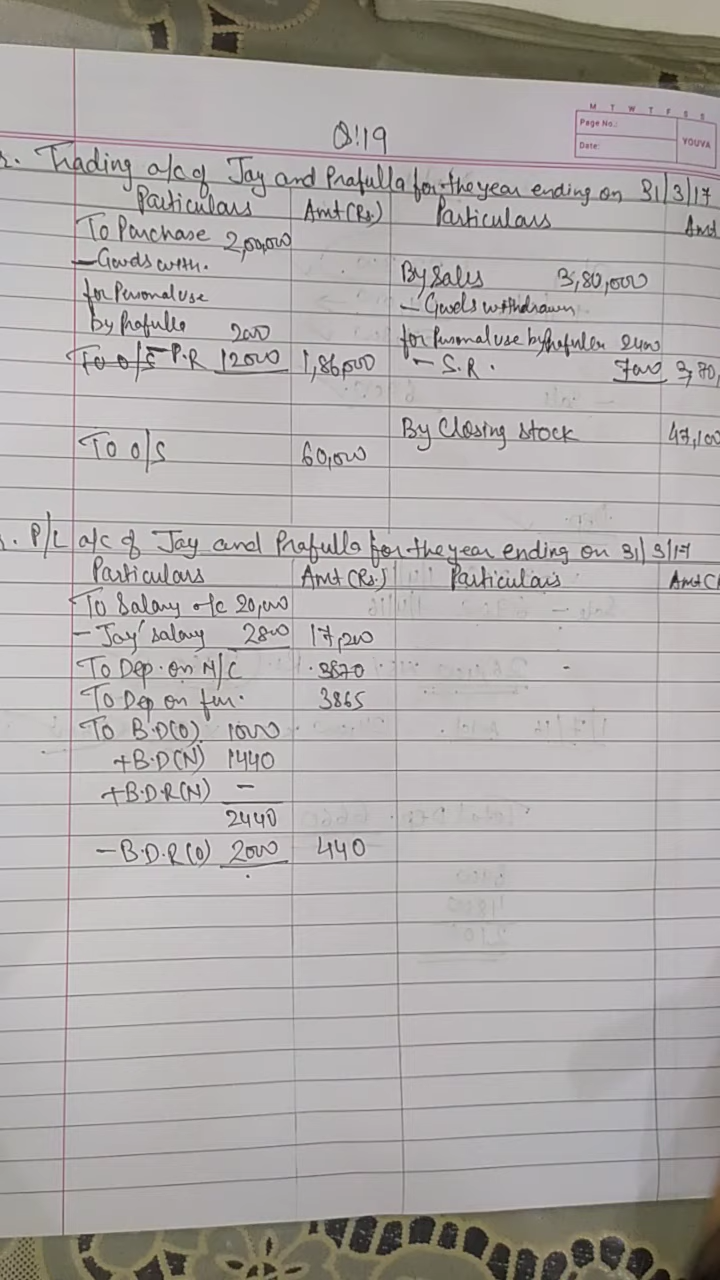 M T W T F S S
Page No.:
Date:
YOUVA
Q:19
Trading a/c of Jay and Prafulla for the year ending on 31/3/17
Particulars Amt(Rs.) Particulars Amt
To Purchase 2,00,000
- Goods with. By Sales 3,80,000
for Personal use - Goods withdrawn
by Prafulla 2000 for Personal use by Prafulla 2400
To O/S - P.R 12000 1,86,000 - S.R. 7000 3,70,
By Closing stock 47,100
To O/S 60,000
P/L a/c of Jay and Prafulla for the year ending on 31/3/17
Particulars Amt(Rs.) Particulars Amt(
To Salary a/c 20,000
- Jay' salary 2800 17,200
To Dep. on M/C 3870
To Dep on fur. 3865
To B.D(O) 1000
+B.D(N) 1440
+B.D.R(N) -
2440
- B.D.R(O) 2000 440